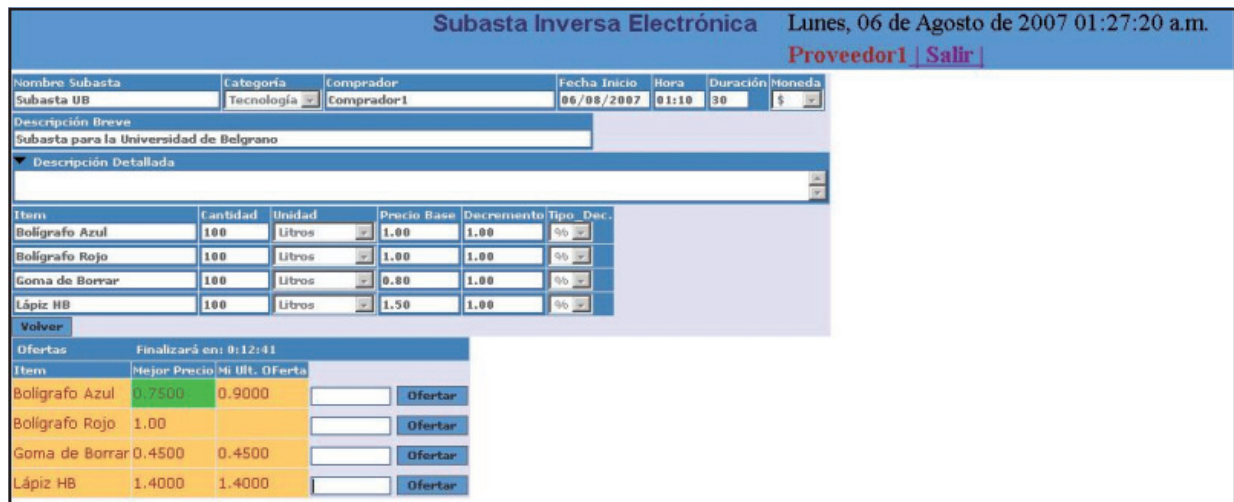 Subasta Inversa Electrónica Lunes, 06 de Agosto de 2007 01:27:20 a.m.
Proveedor1 | Salir |
Nombre Subasta Categoría Comprador Fecha Inicio Hora Duración Moneda
Subasta UB Tecnología Comprador1 06/08/2007 01:10 30 $
Descripción Breve
Subasta para la Universidad de Belgrano
Descripción Detallada
Item Cantidad Unidad Precio Base Decremento Tipo_Dec.
Bolígrafo Azul 100 Litros 1.00 1.00 %
Bolígrafo Rojo 100 Litros 1.00 1.00 %
Goma de Borrar 100 Litros 0.80 1.00 %
Lápiz HB 100 Litros 1.50 1.00 %
Volver
Ofertas Finalizará en: 0:12:41
Item Mejor Precio Mi Ult. OFerta
Bolígrafo Azul 0.7500 0.9000 Ofertar
Bolígrafo Rojo 1.00 Ofertar
Goma de Borrar 0.4500 0.4500 Ofertar
Lápiz HB 1.4000 1.4000 Ofertar